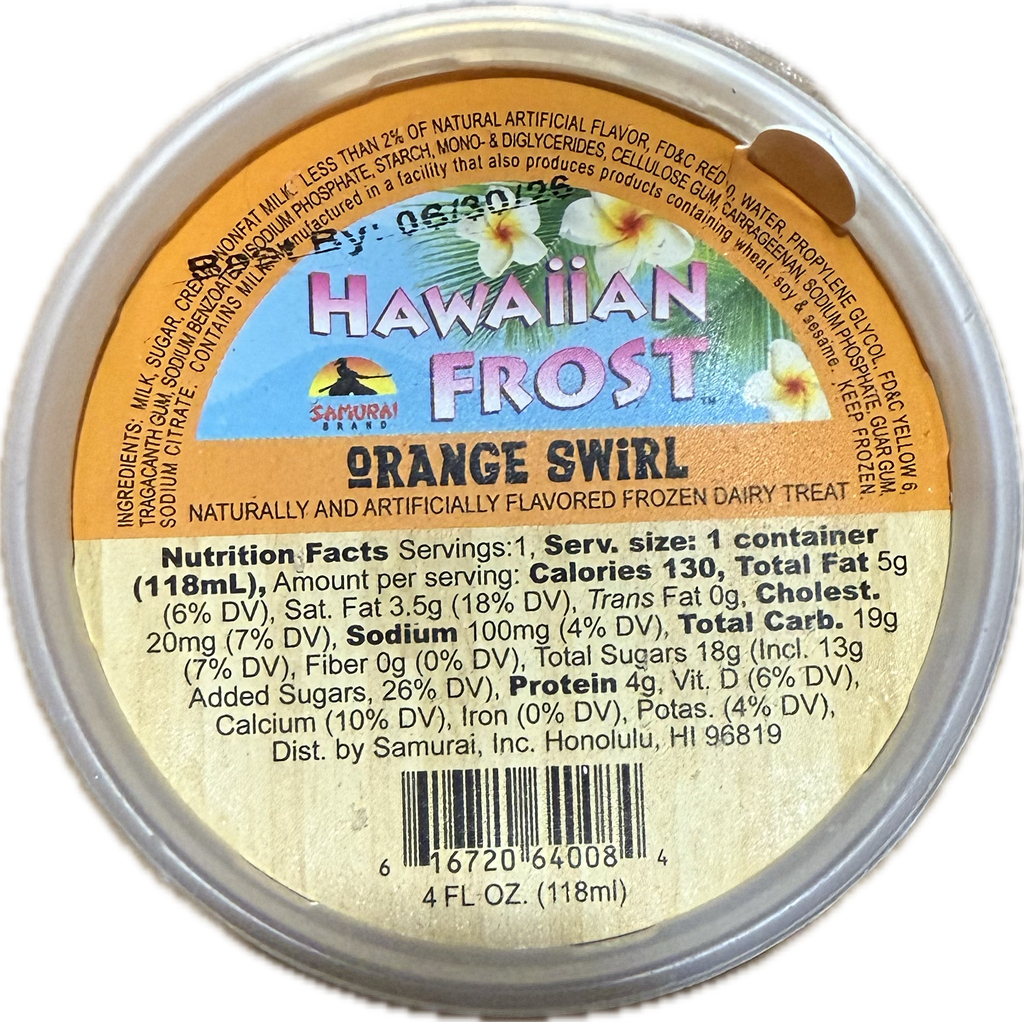 INGREDIENTS: MILK, SUGAR, CREAM, NONFAT MILK. LESS THAN 2% OF NATURAL ARTIFICIAL FLAVOR, FD&C RED WATER, PROPYLENE GLYCOL, FD&C YELLOW 6,
TRAGACANTH GUM, SODIUM BENZOATE, PHOSPHATE, STARCH, MONO- & DIGLYCERIDES, CELLULOSE GUM, CARRAGEENAN, SODIUM PHOSPHATE, GUAR GUM,
SODIUM CITRATE. CONTAINS MILK. Manufactured in a facility that also produces products containing wheat, soy & sesame. KEEP FROZEN.
BY: 06/30/26
HAWAiiAN
FROST™
SAMURAI
BRAND
ORANGE SWiRL
NATURALLY AND ARTIFICIALLY FLAVORED FROZEN DAIRY TREAT
Nutrition Facts Servings:1, Serv. size: 1 container
(118mL), Amount per serving: Calories 130, Total Fat 5g
(6% DV), Sat. Fat 3.5g (18% DV), Trans Fat 0g, Cholest.
20mg (7% DV), Sodium 100mg (4% DV), Total Carb. 19g
(7% DV), Fiber 0g (0% DV), Total Sugars 18g (Incl. 13g
Added Sugars, 26% DV), Protein 4g, Vit. D (6% DV),
Calcium (10% DV), Iron (0% DV), Potas. (4% DV),
Dist. by Samurai, Inc. Honolulu, HI 96819
6 16720 64008 4
4 FL OZ. (118ml)